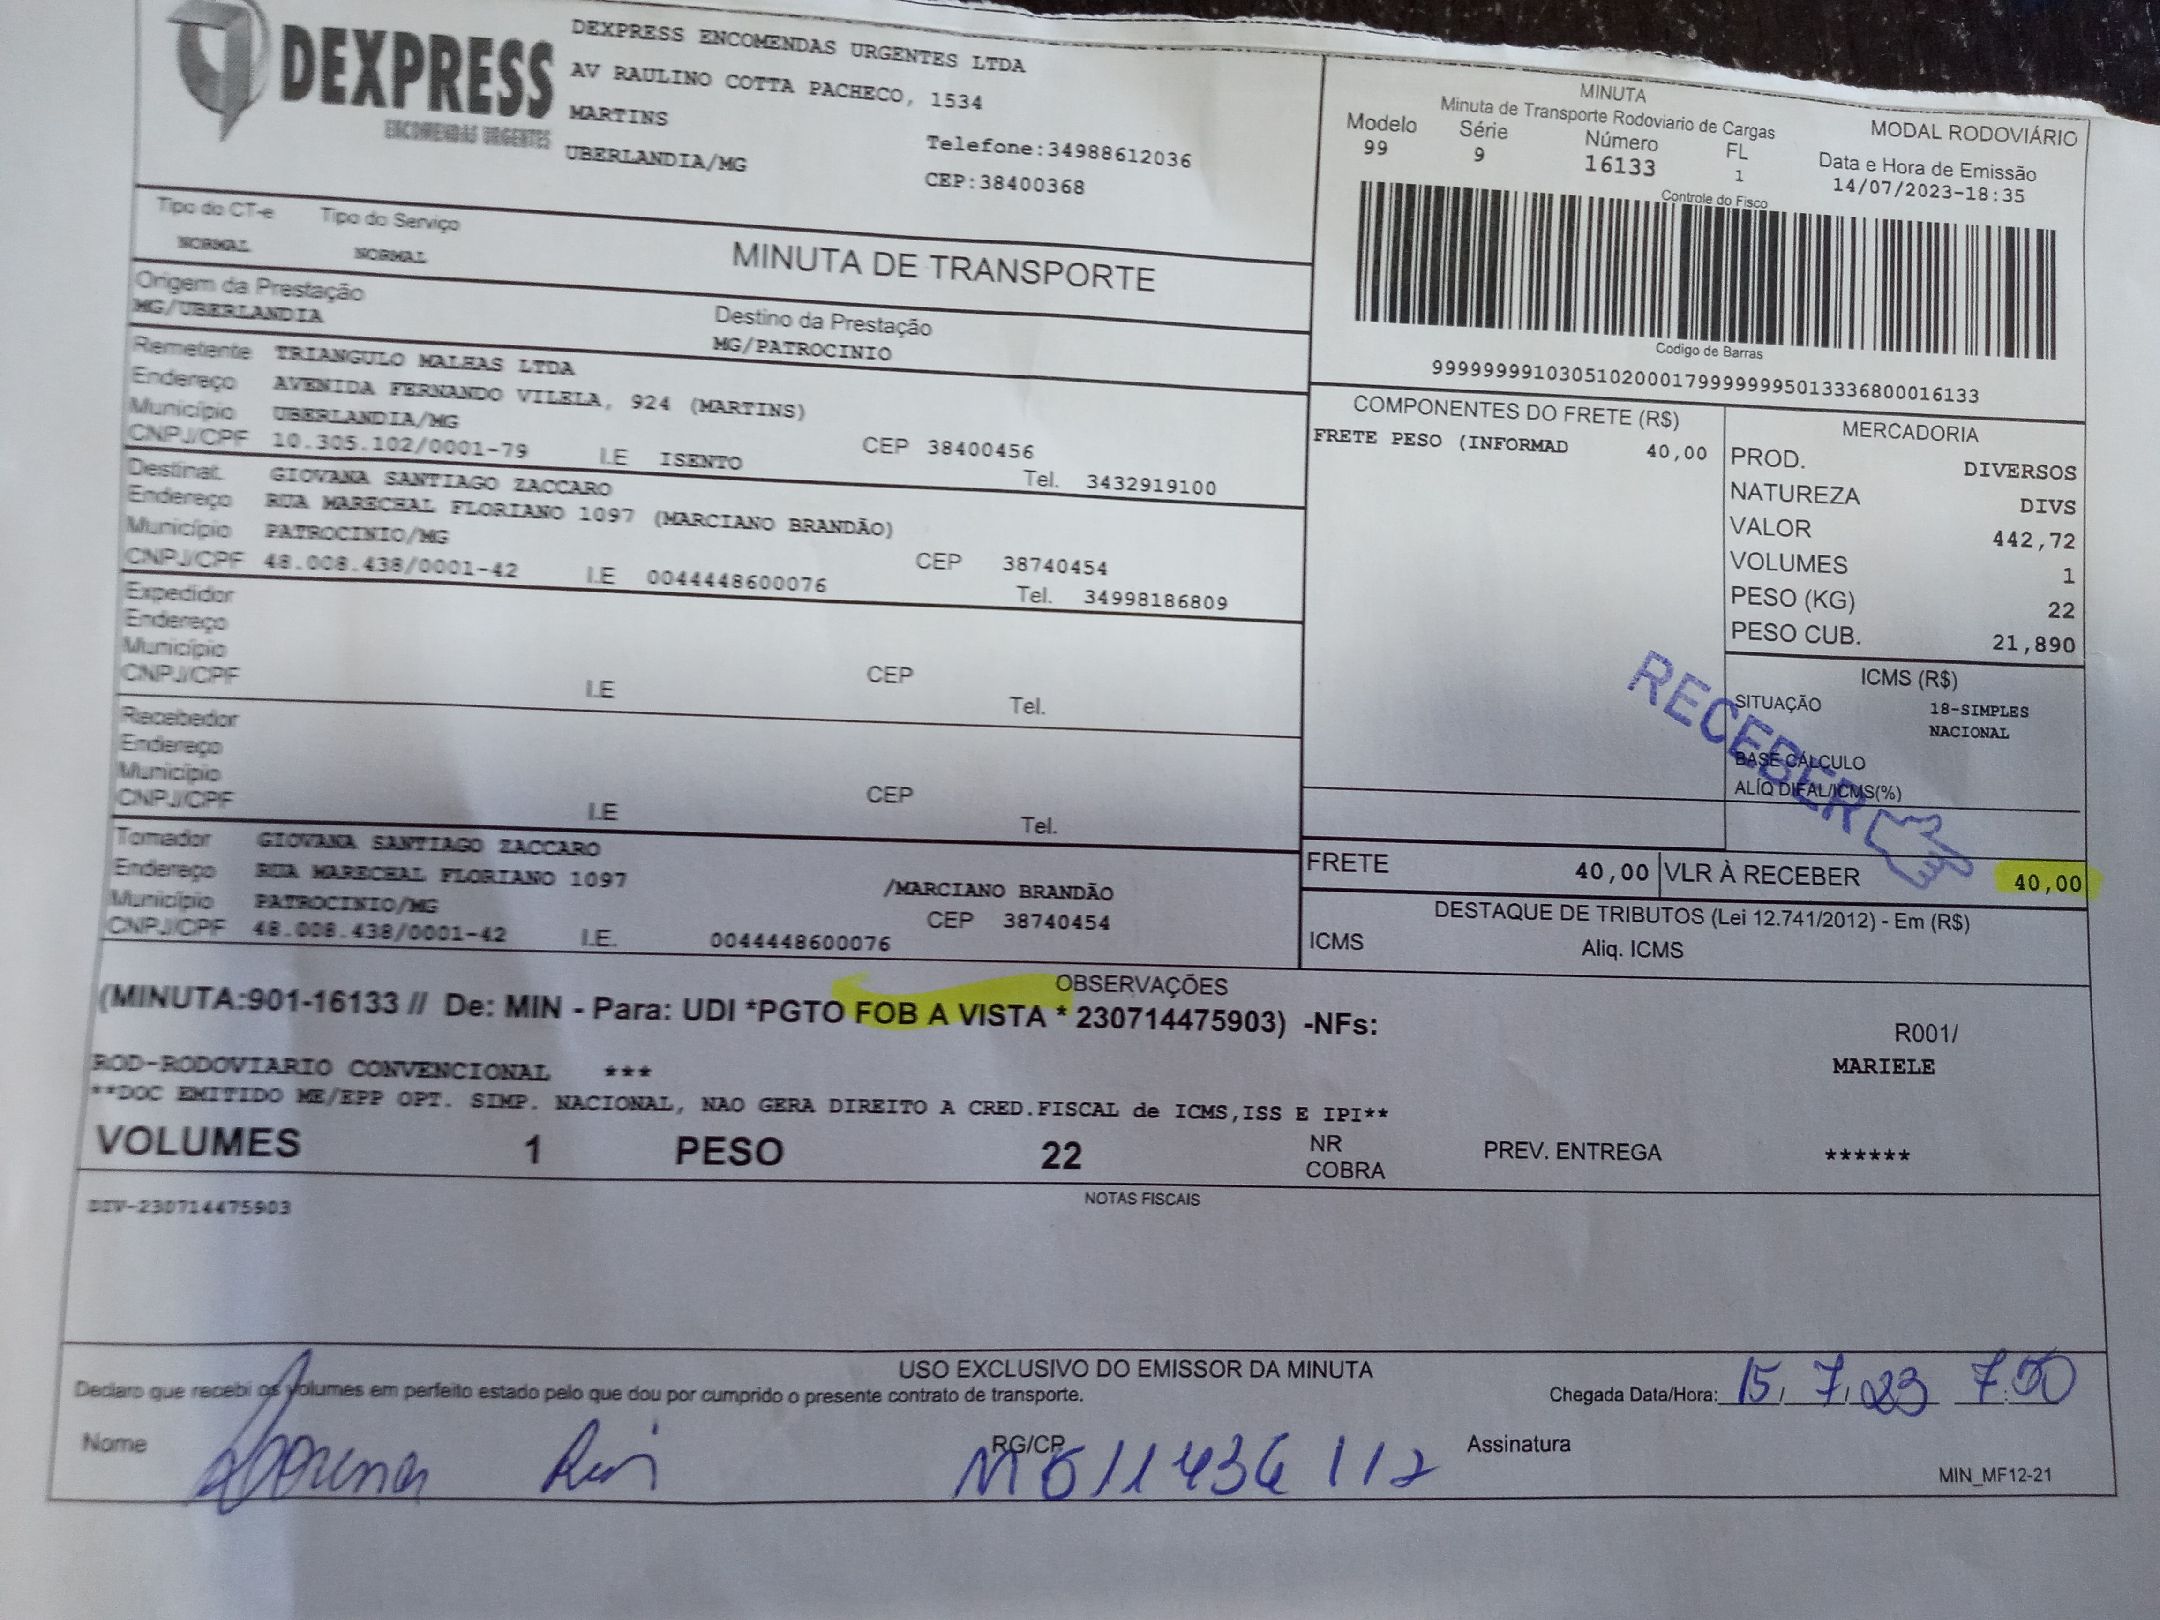 DEXPRESS
ENCOMENDAS URGENTES
DEXPRESS ENCOMENDAS URGENTES LTDA
AV RAULINO COTTA PACHECO, 1534
MARTINS
UBERLANDIA/MG
Telefone:34988612036
CEP:38400368
MINUTA
Minuta de Transporte Rodoviario de Cargas
MODAL RODOVIÁRIO
Modelo Série Número FL Data e Hora de Emissão
99 9 16133 1 14/07/2023-18:35
Controle do Fisco
Codigo de Barras
99999999103051020001799999999501333680001 6133
Tipo do CT-e Tipo do Serviço
NORMAL NORMAL
MINUTA DE TRANSPORTE
Origem da Prestação
MG/UBERLANDIA
Destino da Prestação
MG/PATROCINIO
Remetente TRIANGULO MALHAS LTDA
Endereço AVENIDA FERNANDO VILELA, 924 (MARTINS)
Município UBERLANDIA/MG CEP 38400456
CNPJ/CPF 10.305.102/0001-79 I.E ISENTO Tel. 3432919100
Destinat. GIOVANA SANTIAGO ZACCARO
Endereço RUA MARECHAL FLORIANO 1097 (MARCIANO BRANDÃO)
Município PATROCINIO/MG CEP 38740454
CNPJ/CPF 48.008.438/0001-42 I.E 0044448600076 Tel. 34998186809
Expedidor
Endereço
Município CEP
CNPJ/CPF I.E Tel.
Recebedor
Endereço
Município CEP
CNPJ/CPF I.E Tel.
Tomador GIOVANA SANTIAGO ZACCARO
Endereço RUA MARECHAL FLORIANO 1097 /MARCIANO BRANDÃO
Município PATROCINIO/MG CEP 38740454
CNPJ/CPF 48.008.438/0001-42 I.E. 0044448600076
COMPONENTES DO FRETE (R$)
FRETE PESO (INFORMAD 40,00
MERCADORIA
PROD. DIVERSOS
NATUREZA DIVS
VALOR 442,72
VOLUMES 1
PESO (KG) 22
PESO CUB. 21,890
ICMS (R$)
SITUAÇÃO 18-SIMPLES
NACIONAL
BASE CÁLCULO
ALÍQ DIFAL/ICMS(%)
RECEBER
FRETE 40,00 VLR À RECEBER 40,00
DESTAQUE DE TRIBUTOS (Lei 12.741/2012) - Em (R$)
ICMS Aliq. ICMS
OBSERVAÇÕES
(MINUTA:901-16133 // De: MIN - Para: UDI *PGTO FOB A VISTA * 230714475903) -NFs:
R001/
MARIELE
ROD-RODOVIARIO CONVENCIONAL ***
**DOC EMITIDO ME/EPP OPT. SIMP. NACIONAL, NAO GERA DIREITO A CRED.FISCAL de ICMS,ISS E IPI**
VOLUMES 1 PESO 22 NR COBRA PREV. ENTREGA ******
NOTAS FISCAIS
DIV-230714475903
USO EXCLUSIVO DO EMISSOR DA MINUTA
Declaro que recebi os volumes em perfeito estado pelo que dou por cumprido o presente contrato de transporte.
Chegada Data/Hora: 15/ 7/ 23 7:50
Nome RG/CP M611436112 Assinatura
MIN_MF12-21